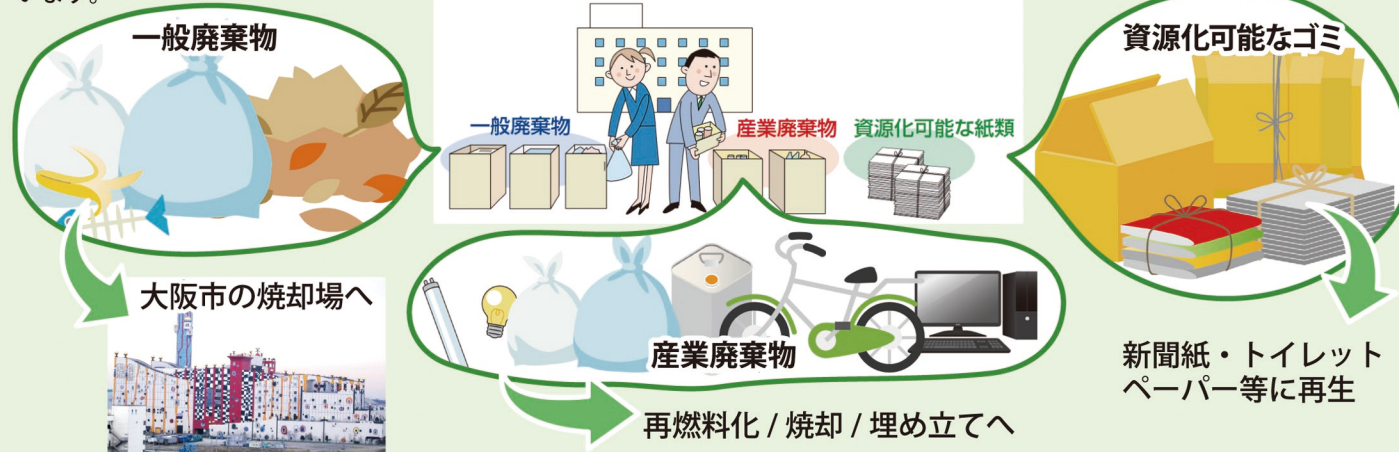 います。
一般廃棄物
資源化可能なゴミ
一般廃棄物
産業廃棄物
資源化可能な紙類
大阪市の焼却場へ
産業廃棄物
新聞紙・トイレット
ペーパー等に再生
再燃料化 / 焼却 / 埋め立てへ